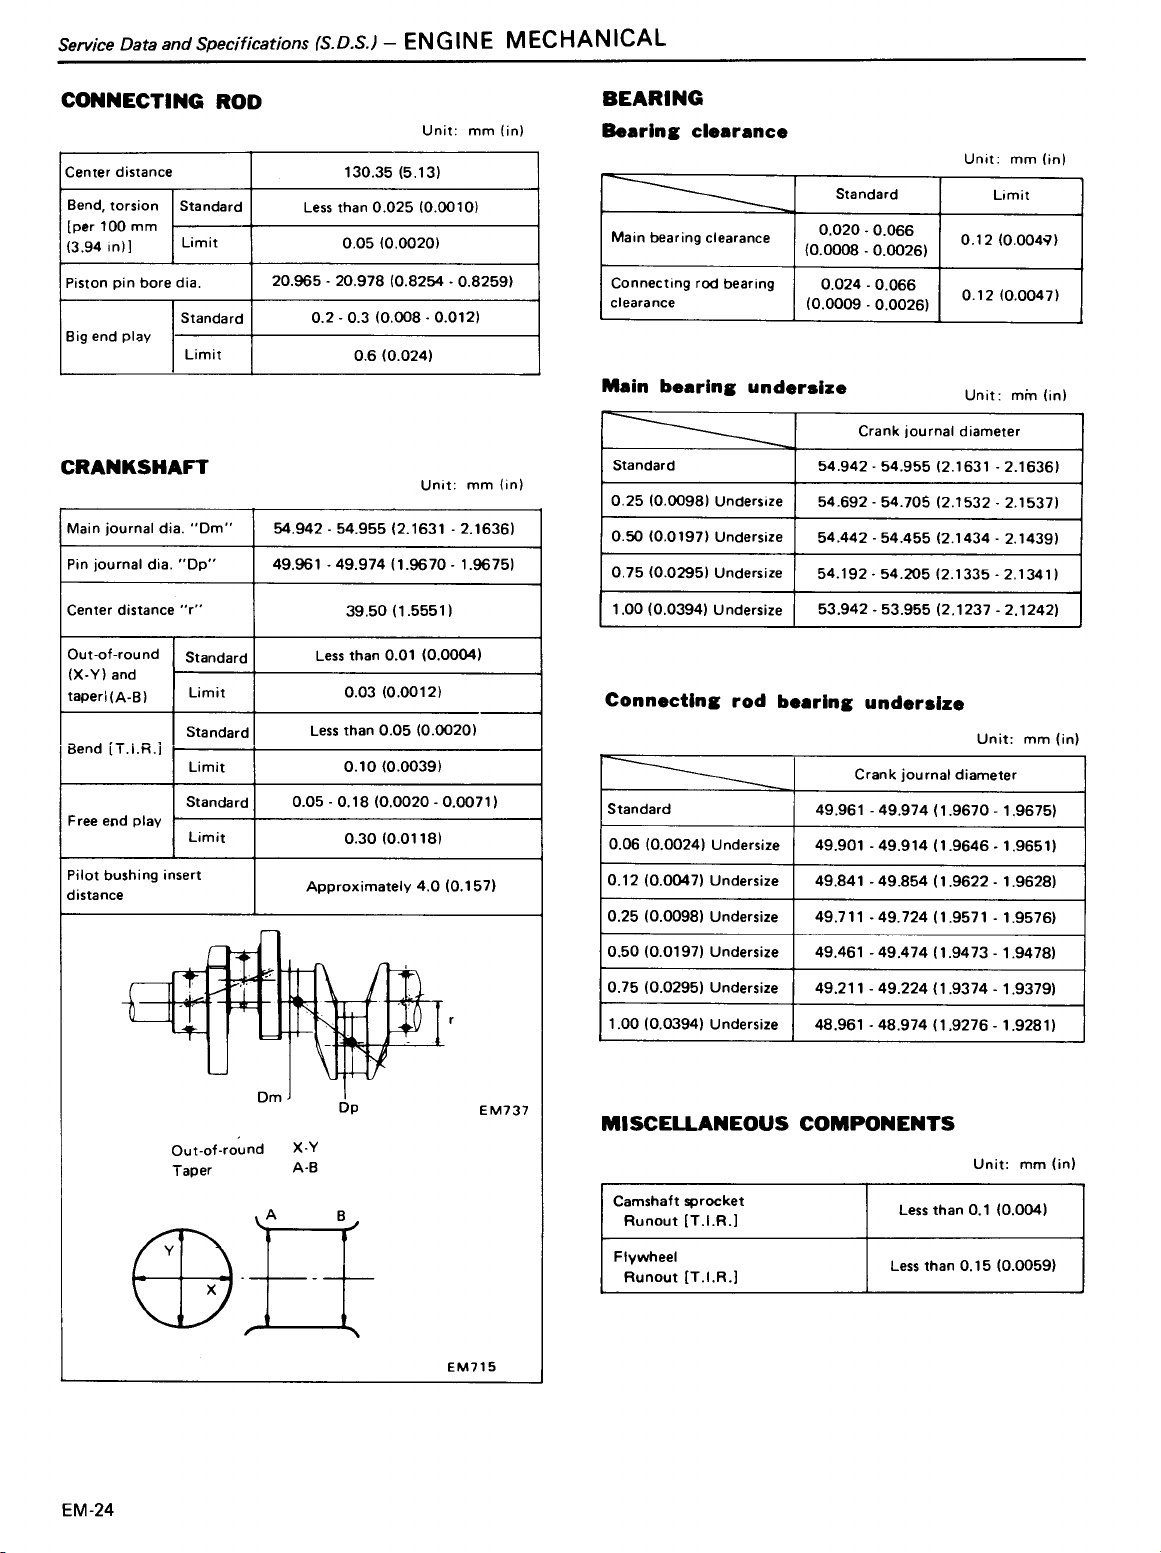 Service Data and Specifications (S.D.S.) – ENGINE MECHANICAL
CONNECTING ROD
Unit: mm (in)
Center distance 130.35 (5.13)
Bend, torsion [per 100 mm (3.94 in)] Standard Less than 0.025 (0.0010)
Limit 0.05 (0.0020)
Piston pin bore dia. 20.965 - 20.978 (0.8254 - 0.8259)
Big end play Standard 0.2 - 0.3 (0.008 - 0.012)
Limit 0.6 (0.024)
CRANKSHAFT
Unit: mm (in)
Main journal dia. "Dm" 54.942 - 54.955 (2.1631 - 2.1636)
Pin journal dia. "Dp" 49.961 - 49.974 (1.9670 - 1.9675)
Center distance "r" 39.50 (1.5551)
Out-of-round (X-Y) and taper (A-B) Standard Less than 0.01 (0.0004)
Limit 0.03 (0.0012)
Bend [T.I.R.] Standard Less than 0.05 (0.0020)
Limit 0.10 (0.0039)
Free end play Standard 0.05 - 0.18 (0.0020 - 0.0071)
Limit 0.30 (0.0118)
Pilot bushing insert distance Approximately 4.0 (0.157)
r
Dm
Dp
EM737
Out-of-round X-Y
Taper A-B
A B
Y
X
EM715
BEARING
Bearing clearance
Unit: mm (in)
Standard Limit
Main bearing clearance 0.020 - 0.066 (0.0008 - 0.0026) 0.12 (0.0047)
Connecting rod bearing clearance 0.024 - 0.066 (0.0009 - 0.0026) 0.12 (0.0047)
Main bearing undersize
Unit: mm (in)
Crank journal diameter
Standard 54.942 - 54.955 (2.1631 - 2.1636)
0.25 (0.0098) Undersize 54.692 - 54.705 (2.1532 - 2.1537)
0.50 (0.0197) Undersize 54.442 - 54.455 (2.1434 - 2.1439)
0.75 (0.0295) Undersize 54.192 - 54.205 (2.1335 - 2.1341)
1.00 (0.0394) Undersize 53.942 - 53.955 (2.1237 - 2.1242)
Connecting rod bearing undersize
Unit: mm (in)
Crank journal diameter
Standard 49.961 - 49.974 (1.9670 - 1.9675)
0.06 (0.0024) Undersize 49.901 - 49.914 (1.9646 - 1.9651)
0.12 (0.0047) Undersize 49.841 - 49.854 (1.9622 - 1.9628)
0.25 (0.0098) Undersize 49.711 - 49.724 (1.9571 - 1.9576)
0.50 (0.0197) Undersize 49.461 - 49.474 (1.9473 - 1.9478)
0.75 (0.0295) Undersize 49.211 - 49.224 (1.9374 - 1.9379)
1.00 (0.0394) Undersize 48.961 - 48.974 (1.9276 - 1.9281)
MISCELLANEOUS COMPONENTS
Unit: mm (in)
Camshaft sprocket Runout [T.I.R.] Less than 0.1 (0.004)
Flywheel Runout [T.I.R.] Less than 0.15 (0.0059)
EM-24